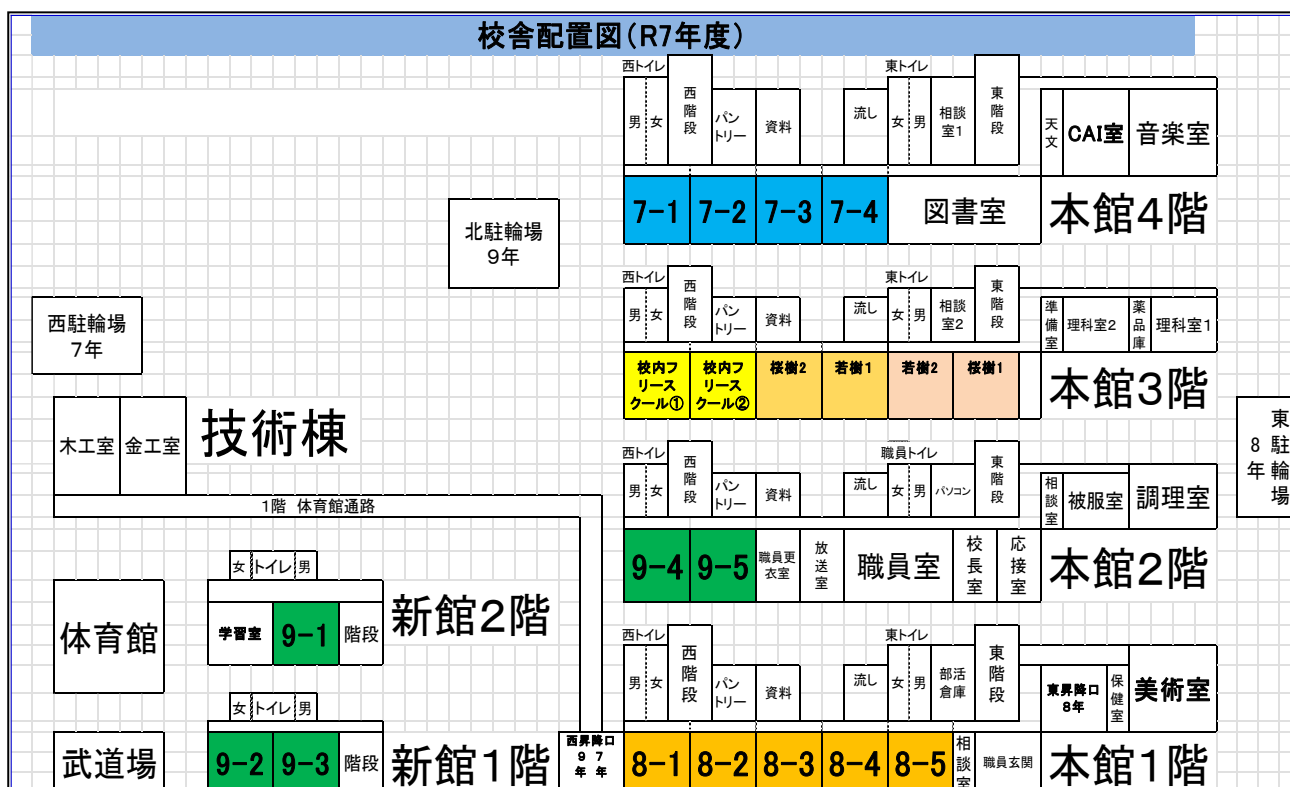 校舎配置図(R7年度)
西トイレ
東トイレ
男
女
西階段
パントリー
資料
流し
女
男
相談室1
東階段
天文
CAI室
音楽室
7-1
7-2
7-3
7-4
図書室
本館4階
北駐輪場
9年
西トイレ
東トイレ
男
女
西階段
パントリー
資料
流し
女
男
相談室2
東階段
準備室
理科室2
薬品庫
理科室1
西駐輪場
7年
校内フリースクール①
校内フリースクール②
桜樹2
若樹1
若樹2
桜樹1
本館3階
東駐輪場
8年
木工室
金工室
技術棟
西トイレ
職員トイレ
男
女
西階段
パントリー
資料
流し
女
男
パソコン
東階段
相談室
被服室
調理室
1階 体育館通路
9-4
9-5
職員更衣室
放送室
職員室
校長室
応接室
本館2階
女
トイレ
男
体育館
学習室
9-1
階段
新館2階
西トイレ
東トイレ
男
女
西階段
パントリー
資料
流し
女
男
部活倉庫
東階段
東昇降口
8年
保健室
美術室
女
トイレ
男
武道場
9-2
9-3
階段
新館1階
西昇降口
9年
7年
8-1
8-2
8-3
8-4
8-5
相談室
職員玄関
本館1階